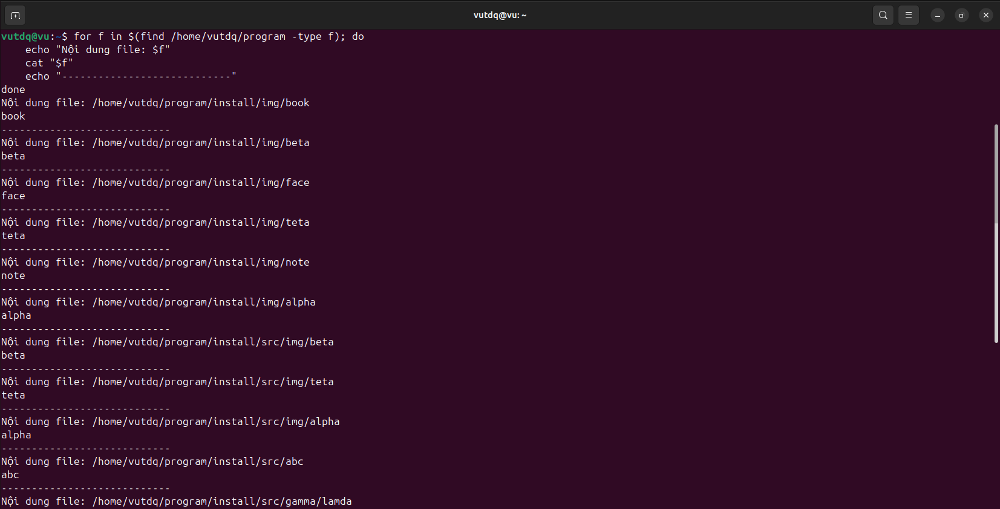 vutdq@vu: ~
vutdq@vu:~$ for f in $(find /home/vutdq/program -type f); do
    echo "Nội dung file: $f"
    cat "$f"
    echo "----------------------------"
done
Nội dung file: /home/vutdq/program/install/img/book
book
----------------------------
Nội dung file: /home/vutdq/program/install/img/beta
beta
----------------------------
Nội dung file: /home/vutdq/program/install/img/face
face
----------------------------
Nội dung file: /home/vutdq/program/install/img/teta
teta
----------------------------
Nội dung file: /home/vutdq/program/install/img/note
note
----------------------------
Nội dung file: /home/vutdq/program/install/img/alpha
alpha
----------------------------
Nội dung file: /home/vutdq/program/install/src/img/beta
beta
----------------------------
Nội dung file: /home/vutdq/program/install/src/img/teta
teta
----------------------------
Nội dung file: /home/vutdq/program/install/src/img/alpha
alpha
----------------------------
Nội dung file: /home/vutdq/program/install/src/abc
abc
----------------------------
Nội dung file: /home/vutdq/program/install/src/gamma/lamda